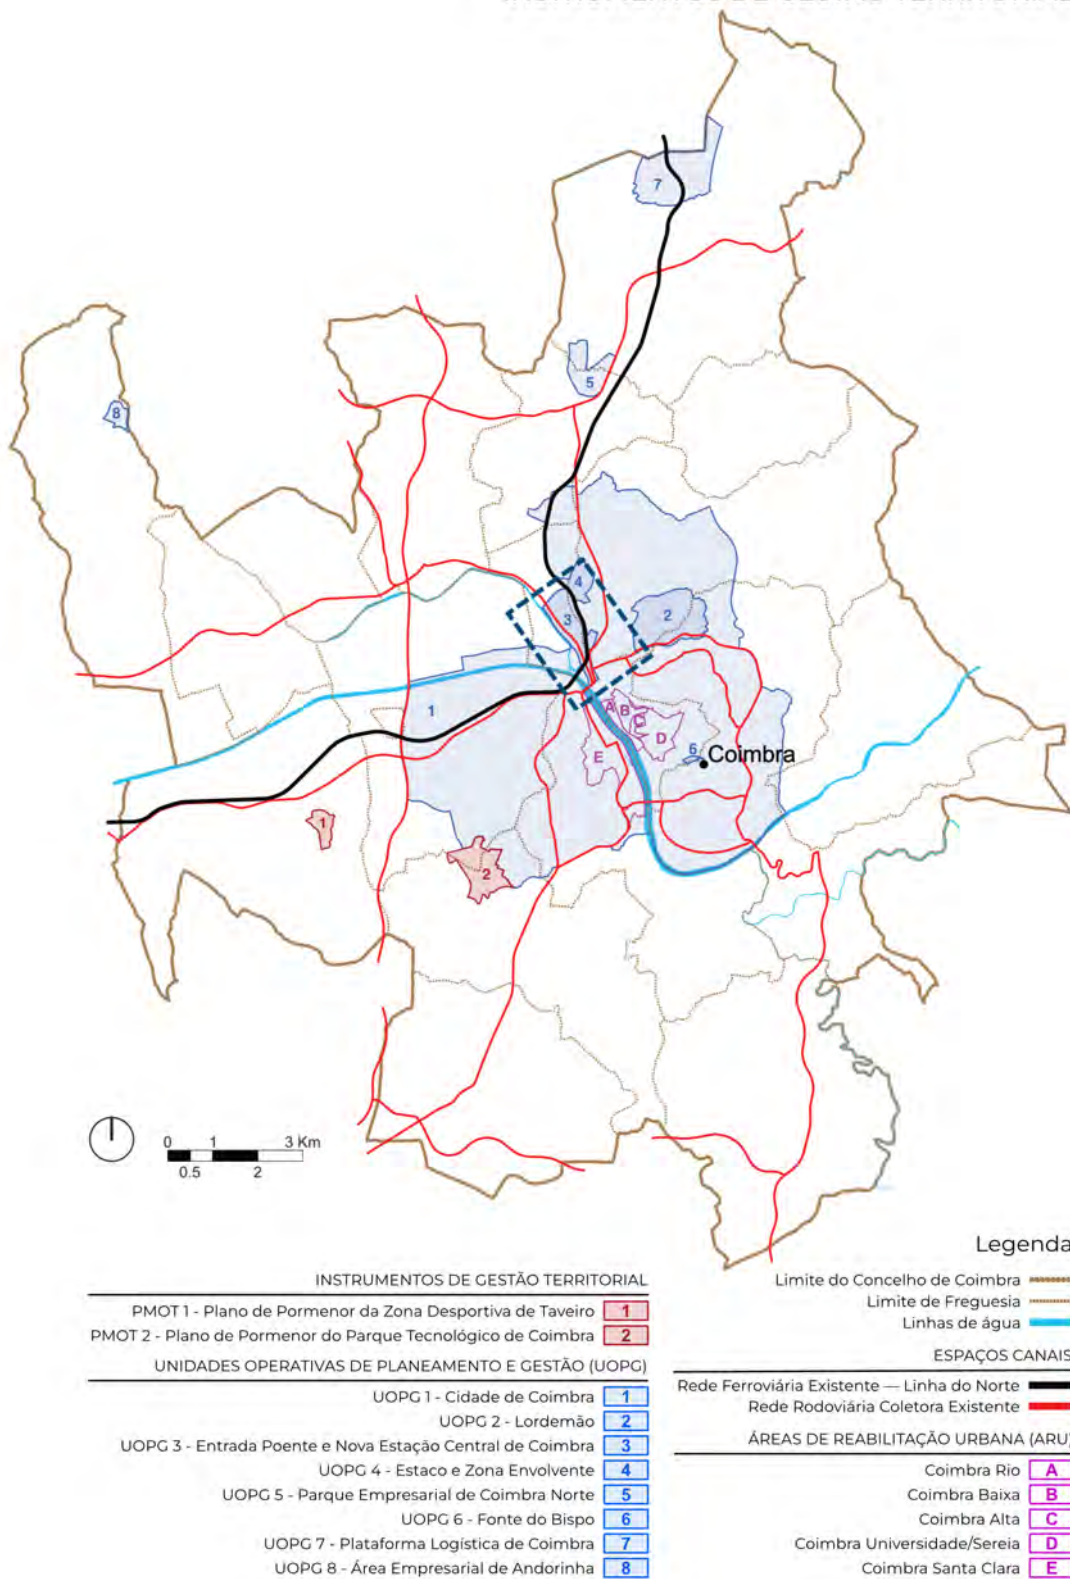 7
5
8
4
3
2
1
A
B
C
D
E
6
Coimbra
1
2
0 1 3 Km
0.5 2
Legenda
Limite do Concelho de Coimbra
Limite de Freguesia
Linhas de água
ESPAÇOS CANAIS
Rede Ferroviária Existente — Linha do Norte
Rede Rodoviária Coletora Existente
ÁREAS DE REABILITAÇÃO URBANA (ARU)
Coimbra Rio A
Coimbra Baixa B
Coimbra Alta C
Coimbra Universidade/Sereia D
Coimbra Santa Clara E
INSTRUMENTOS DE GESTÃO TERRITORIAL
PMOT 1 - Plano de Pormenor da Zona Desportiva de Taveiro 1
PMOT 2 - Plano de Pormenor do Parque Tecnológico de Coimbra 2
UNIDADES OPERATIVAS DE PLANEAMENTO E GESTÃO (UOPG)
UOPG 1 - Cidade de Coimbra 1
UOPG 2 - Lordemão 2
UOPG 3 - Entrada Poente e Nova Estação Central de Coimbra 3
UOPG 4 - Estaco e Zona Envolvente 4
UOPG 5 - Parque Empresarial de Coimbra Norte 5
UOPG 6 - Fonte do Bispo 6
UOPG 7 - Plataforma Logística de Coimbra 7
UOPG 8 - Área Empresarial de Andorinha 8